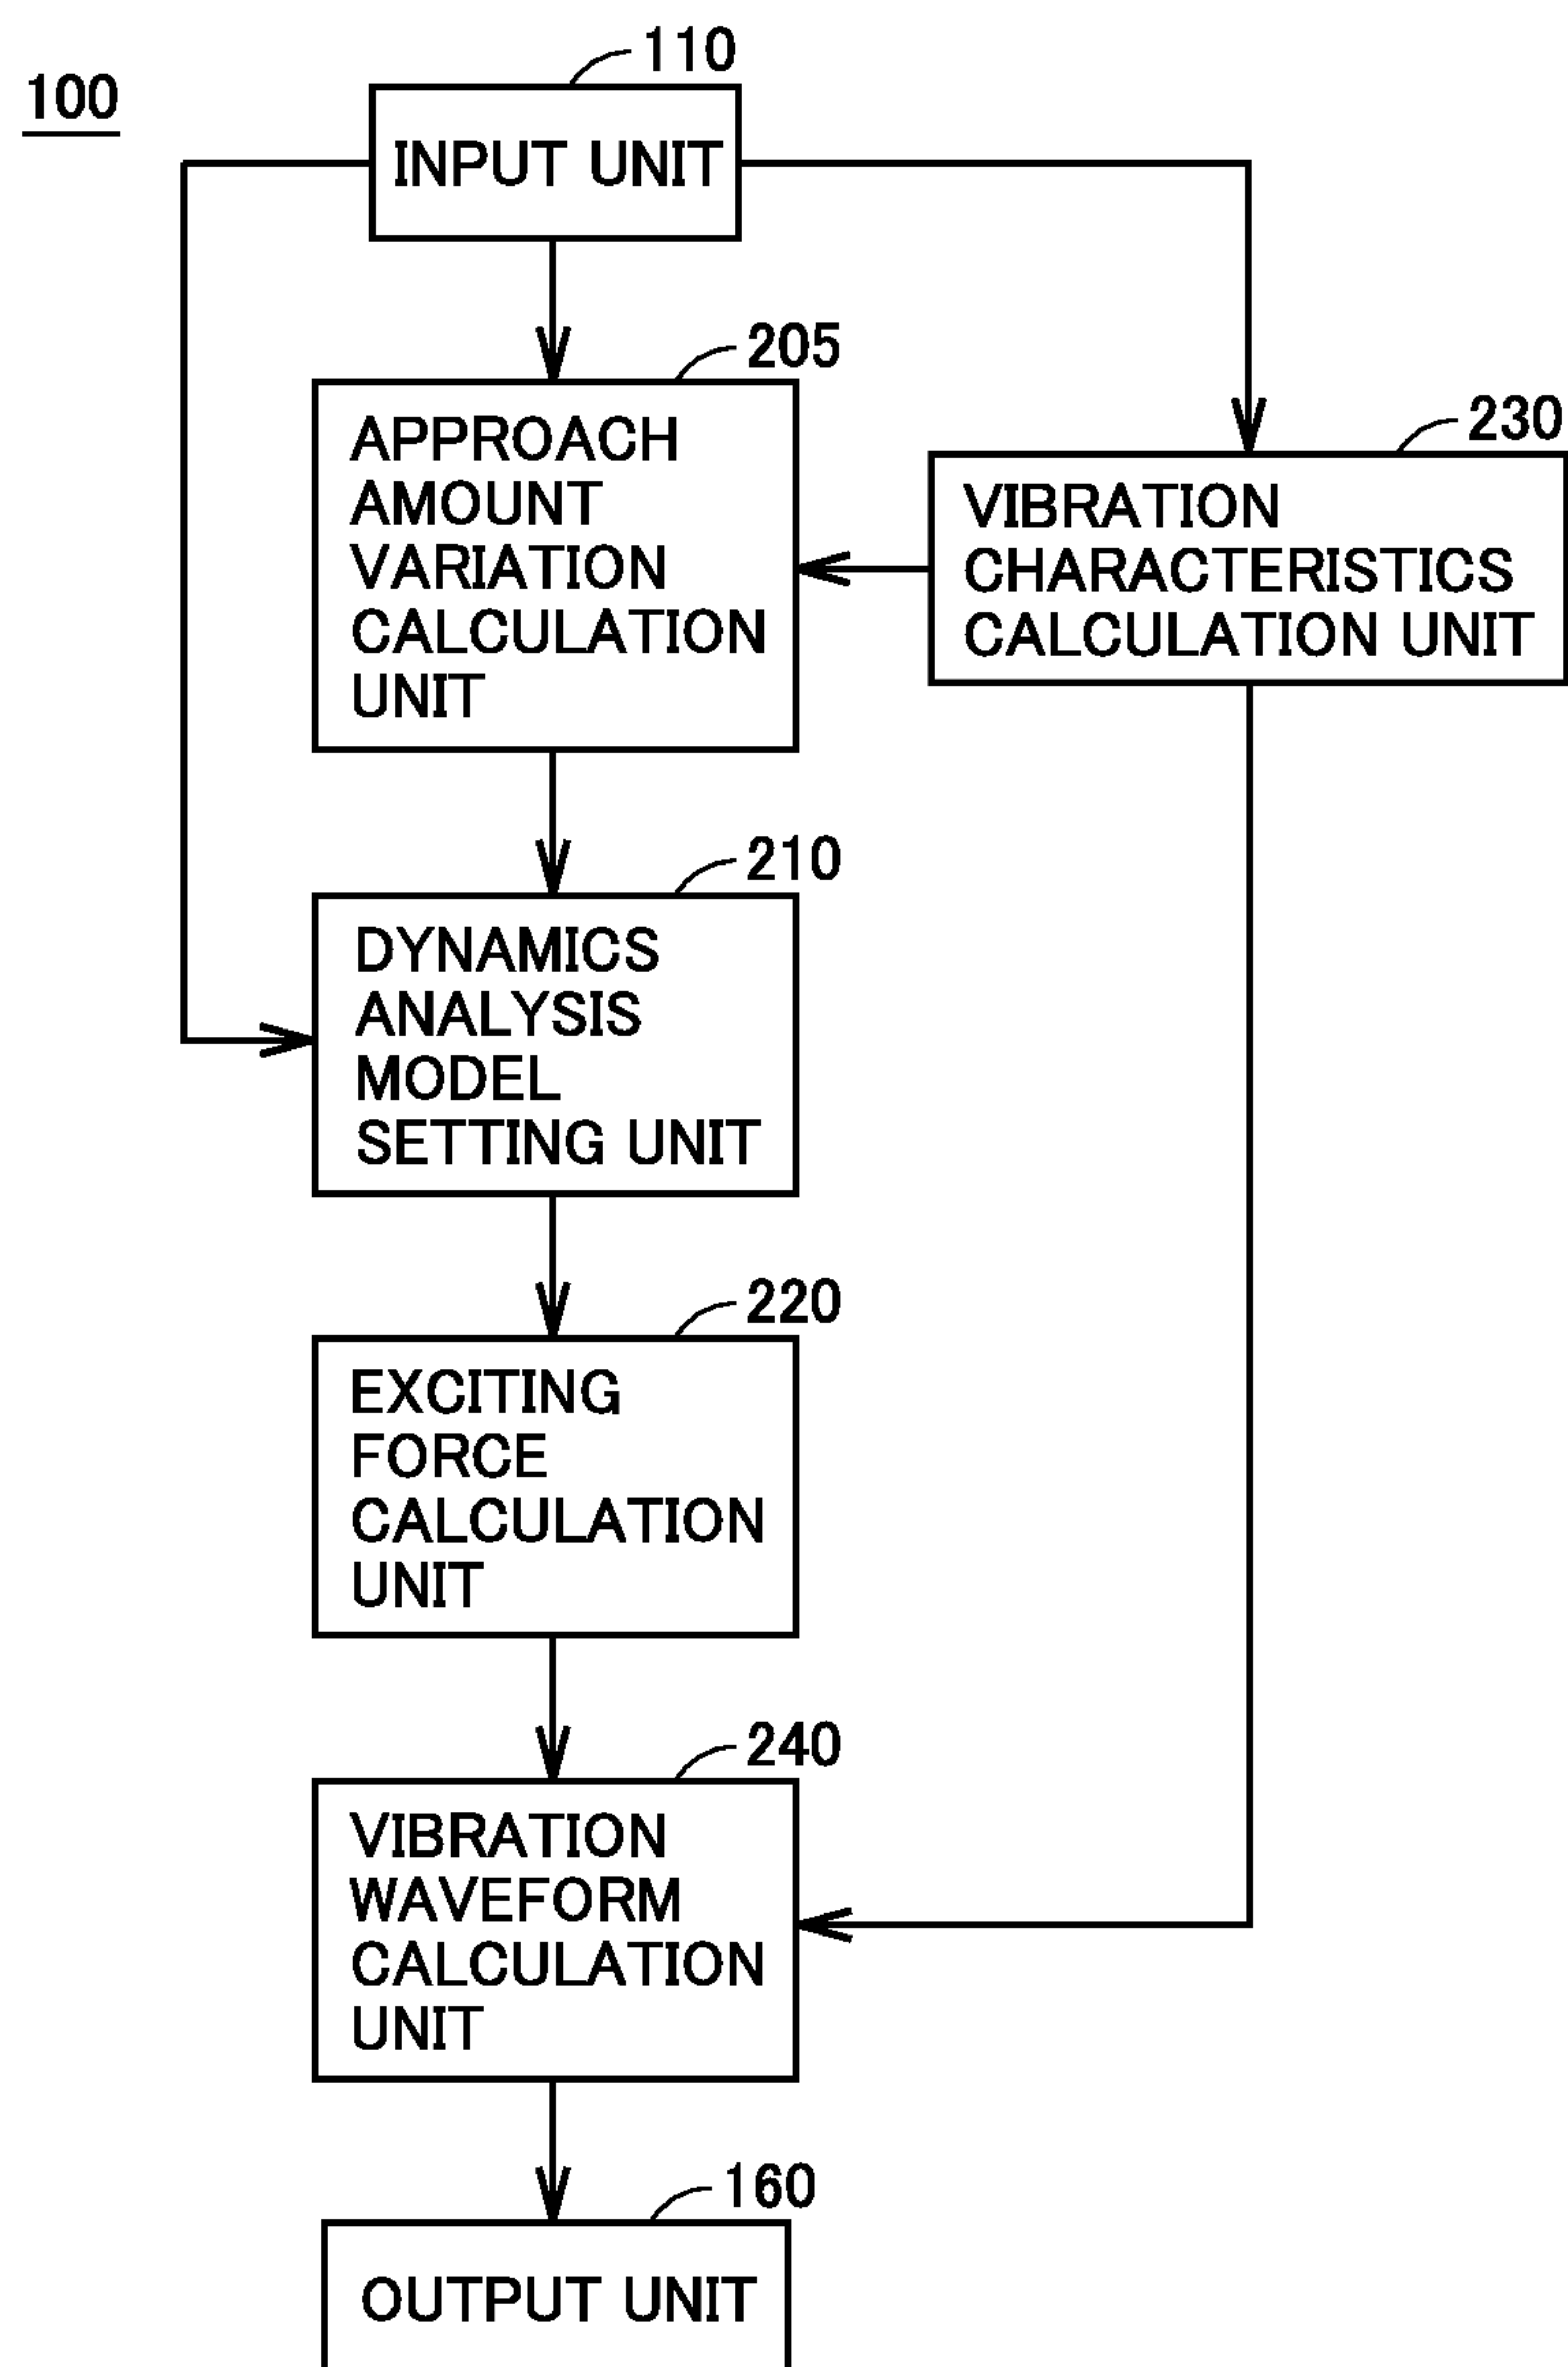 100
110
INPUT UNIT
205
APPROACH
AMOUNT
VARIATION
CALCULATION
UNIT
230
VIBRATION
CHARACTERISTICS
CALCULATION UNIT
210
DYNAMICS
ANALYSIS
MODEL
SETTING UNIT
220
EXCITING
FORCE
CALCULATION
UNIT
240
VIBRATION
WAVEFORM
CALCULATION
UNIT
160
OUTPUT UNIT